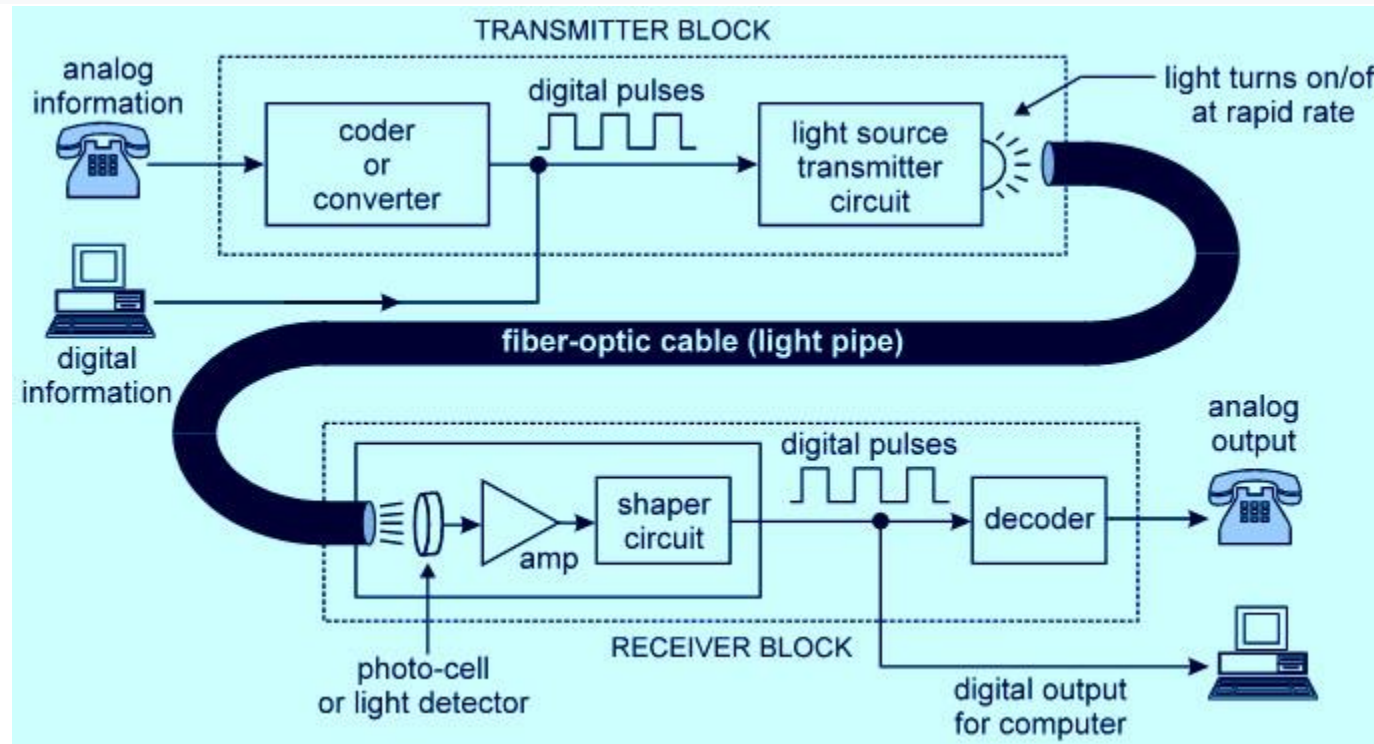 TRANSMITTER BLOCK
analog
information
coder
or
converter
digital pulses
light source
transmitter
circuit
light turns on/of
at rapid rate
digital
information
fiber-optic cable (light pipe)
analog
output
digital pulses
shaper
circuit
amp
decoder
RECEIVER BLOCK
photo-cell
or light detector
digital output
for computer